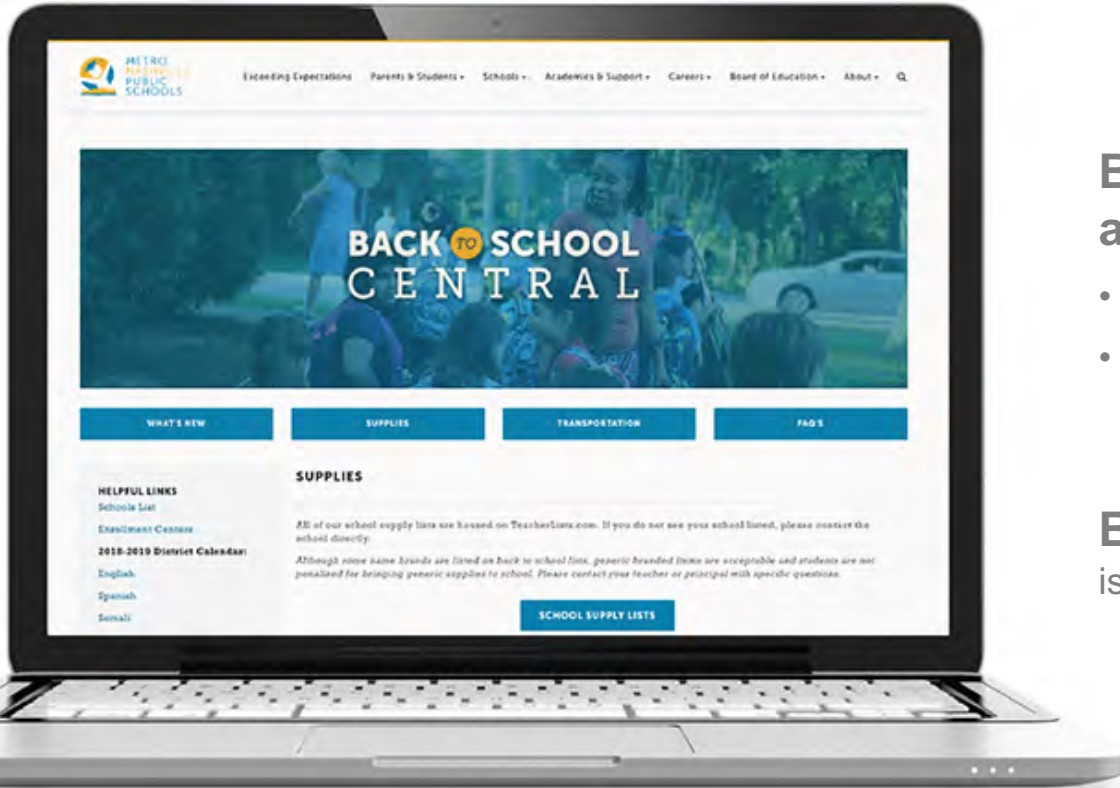 METRO
NASHVILLE
PUBLIC
SCHOOLS
Exceeding Expectations Parents & Students Schools Academics & Support Careers Board of Education About
BACK TO SCHOOL
CENTRAL
WHAT'S NEW SUPPLIES TRANSPORTATION FAQ'S
HELPFUL LINKS
Schools List
Enrollment Centers
2018-2019 District Calendar:
English
Spanish
Somali
SUPPLIES
All of our school supply lists are housed on TeacherLists.com. If you do not see your school listed, please contact the
school directly.
Although some name brands are listed on back to school lists, generic branded items are acceptable and students are not
penalized for bringing generic supplies to school. Please contact your teacher or principal with specific questions.
SCHOOL SUPPLY LISTS
a
•
•
is